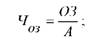 Ч_ОЗ = ОЗ/А ;